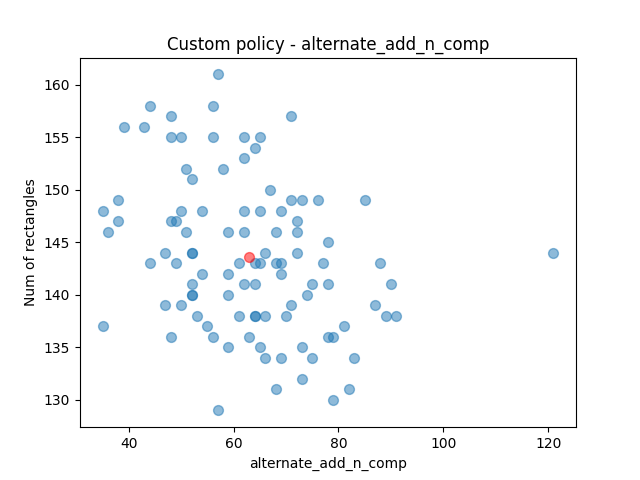 Custom policy - alternate_add_n_comp
160
155
150
145
140
135
130
Num of rectangles
40 60 80 100 120
alternate_add_n_comp